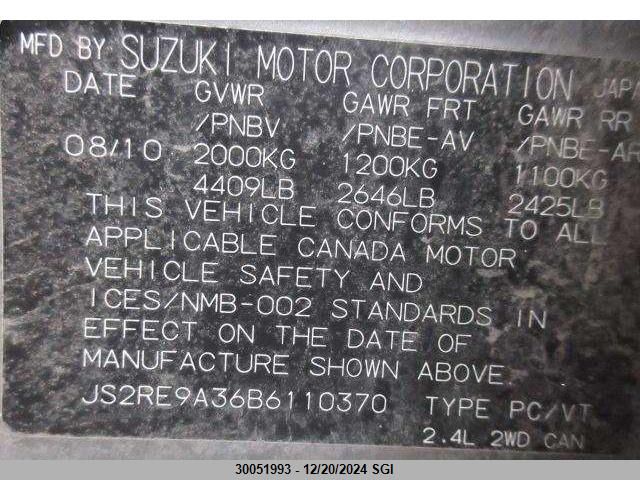 MFD BY SUZUKI MOTOR CORPORATION JAPA
DATE GVWR GAWR FRT GAWR RR
/PNBV /PNBE-AV /PNBE-AR
08/10 2000KG 1200KG 1100KG
4409LB 2646LB 2425LB
THIS VEHICLE CONFORMS TO ALL
APPLICABLE CANADA MOTOR
VEHICLE SAFETY AND
ICES/NMB-002 STANDARDS IN
EFFECT ON THE DATE OF
MANUFACTURE SHOWN ABOVE.
JS2RE9A36B6110370 TYPE PC/VT
2.4L 2WD CAN
30051993 - 12/20/2024 SGI